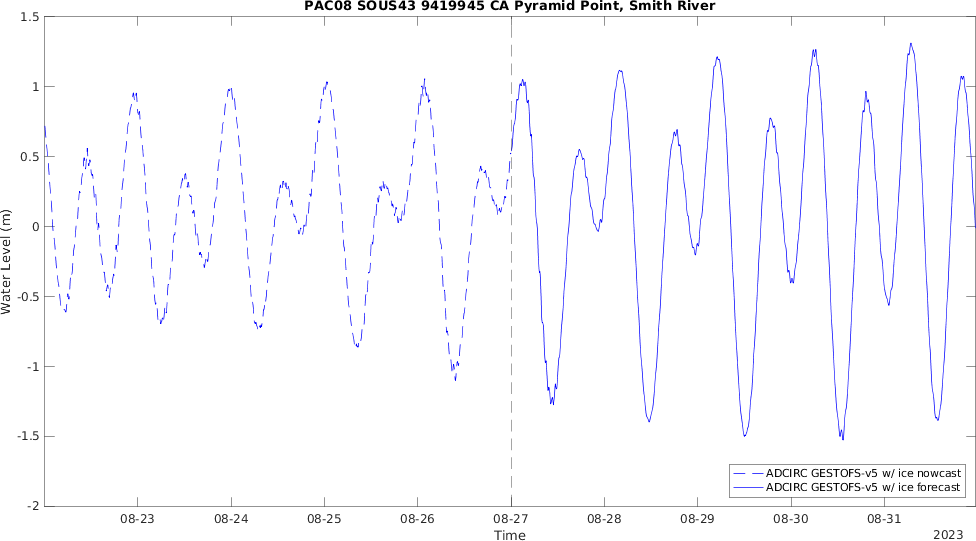 PAC08 SOUS43 9419945 CA Pyramid Point, Smith River
1.5
1
0.5
0
-0.5
-1
-1.5
-2
Water Level (m)
ADCIRC GESTOFS-v5 w/ ice nowcast
ADCIRC GESTOFS-v5 w/ ice forecast
08-23 08-24 08-25 08-26 08-27 08-28 08-29 08-30 08-31
Time
2023